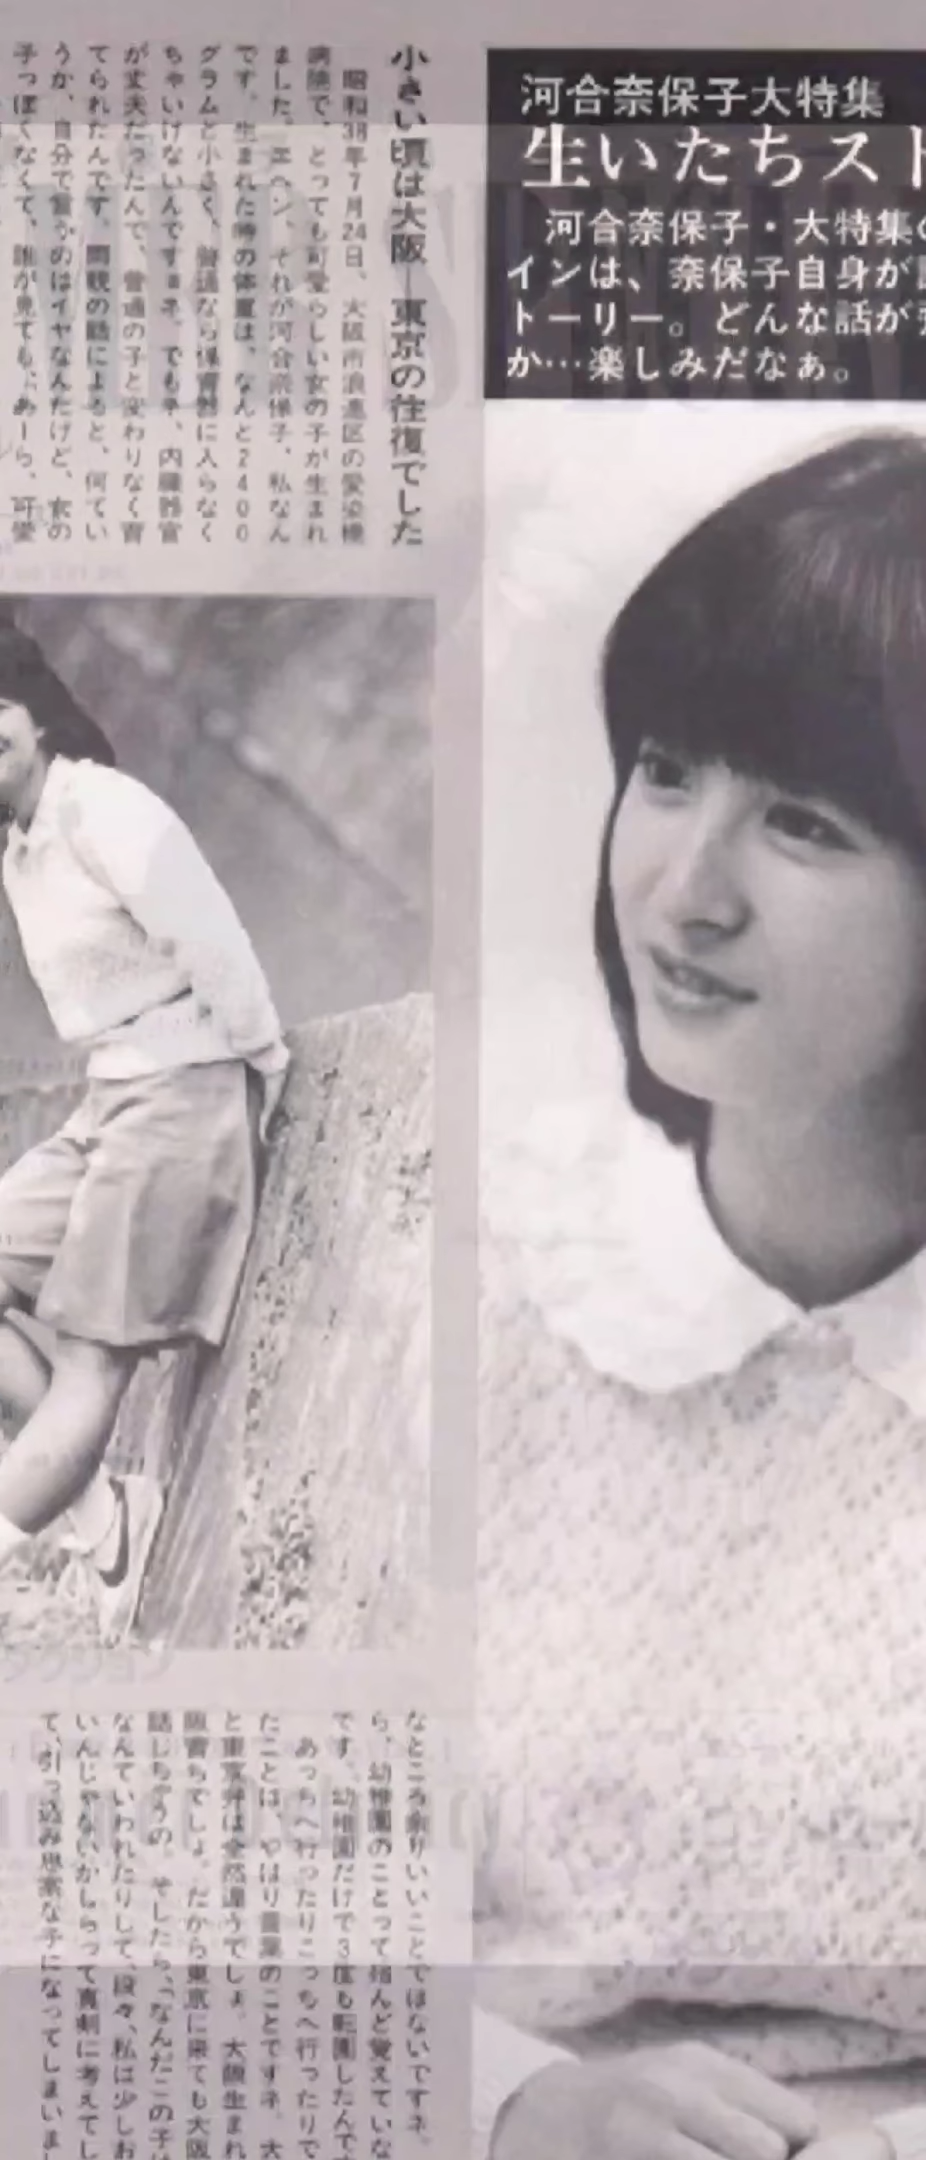 河合奈保子大特集
生いたちスト
河合奈保子・大特集の
インは、奈保子自身が
トーリー。どんな話が
か…楽しみだなぁ。
小さい頃は大阪―東京の往復でした
昭和38年7月24日、大阪市浪速区の愛染橋
病院で、とっても可愛らしい女の子が生まれ
ました。エヘン、それが河合奈保子、私なん
です。生まれた時の体重は、なんと2400
グラムと小さく、普通なら保育器に入らなく
ちゃいけないんですョネ。でもネ、内臓器官
が丈夫だったんで、普通の子と変わりなく育
てられたんです。両親の話によると、何てい
うか、自分で言うのはイヤなんだけど、女の
子っぽくなくて、誰が見ても、“あーら、可愛
なところ余りいいことではないですネ。
ら、幼稚園のことって殆んど覚えていな
です。幼稚園だけで3度も転園したんで
あっちへ行ったりこっちへ行ったりで
たことは、やはり言葉のことですネ。大
と東京弁は全然違うでしょ。大阪生まれ
阪育ちでしょ。だから東京に来ても大阪
話しちゃうの。そしたら、「なんだこの子は
なんていわれたりして、段々、私は少しお
いんじゃないかしらって真剣に考えてし
て、引っ込み思案な子になってしまいまし